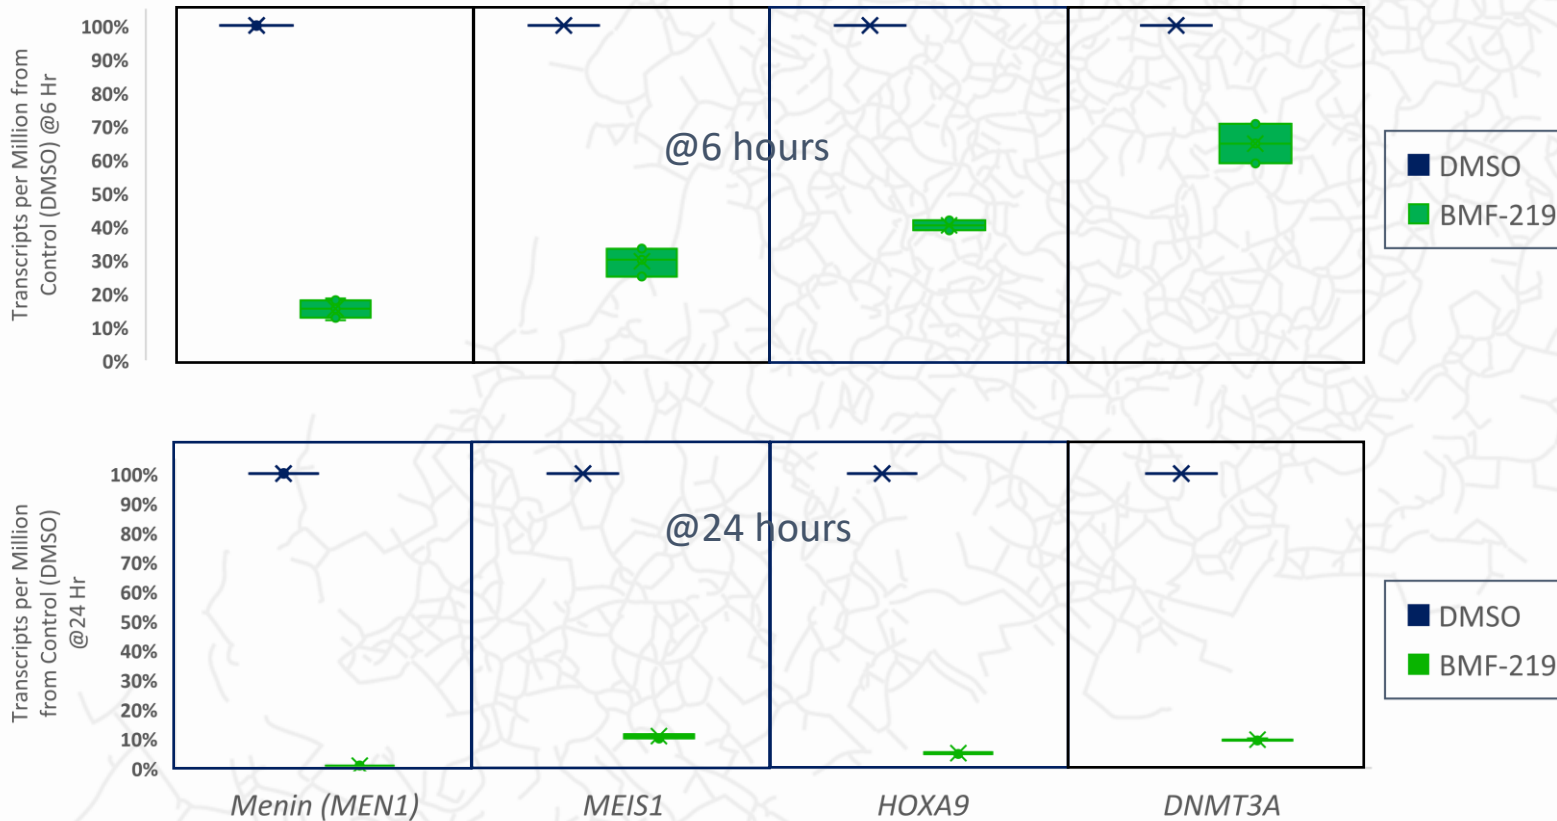 Transcripts per Million from
Control (DMSO) @6 Hr
100%
90%
80%
70%
60%
50%
40%
30%
20%
10%
0%
@6 hours
DMSO
BMF-219
Transcripts per Million
from Control (DMSO)
@24 Hr
100%
90%
80%
70%
60%
50%
40%
30%
20%
10%
0%
@24 hours
DMSO
BMF-219
Menin (MEN1)
MEIS1
HOXA9
DNMT3A